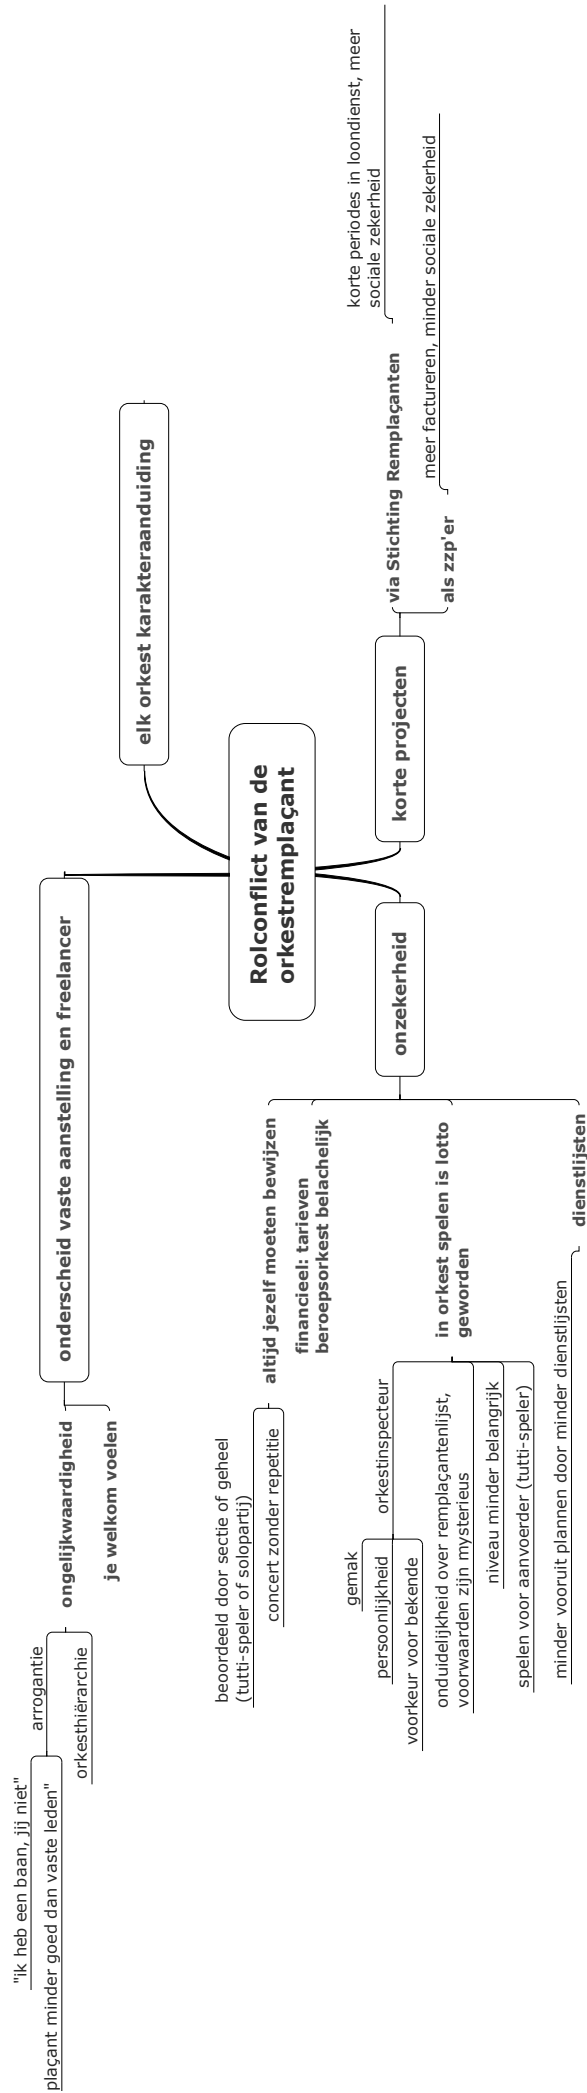 Rolconflict van de
orkestremplaçant
elk orkest karakteraanduiding
korte projecten
via Stichting Remplaçanten
korte periodes in loondienst, meer
sociale zekerheid
als zzp'er
meer factureren, minder sociale zekerheid
onderscheid vaste aanstelling en freelancer
ongelijkwaardigheid
arrogantie
"ik heb een baan, jij niet"
plaçant minder goed dan vaste leden"
orkesthiërarchie
je welkom voelen
onzekerheid
altijd jezelf moeten bewijzen
beoordeeld door sectie of geheel
(tutti-speler of solopartij)
concert zonder repetitie
financieel: tarieven
beroepsorkest belachelijk
in orkest spelen is lotto
geworden
orkestinspecteur
gemak
persoonlijkheid
voorkeur voor bekende
onduidelijkheid over remplaçantenlijst,
voorwaarden zijn mysterieus
niveau minder belangrijk
spelen voor aanvoerder (tutti-speler)
dienstlijsten
minder vooruit plannen door minder dienstlijsten